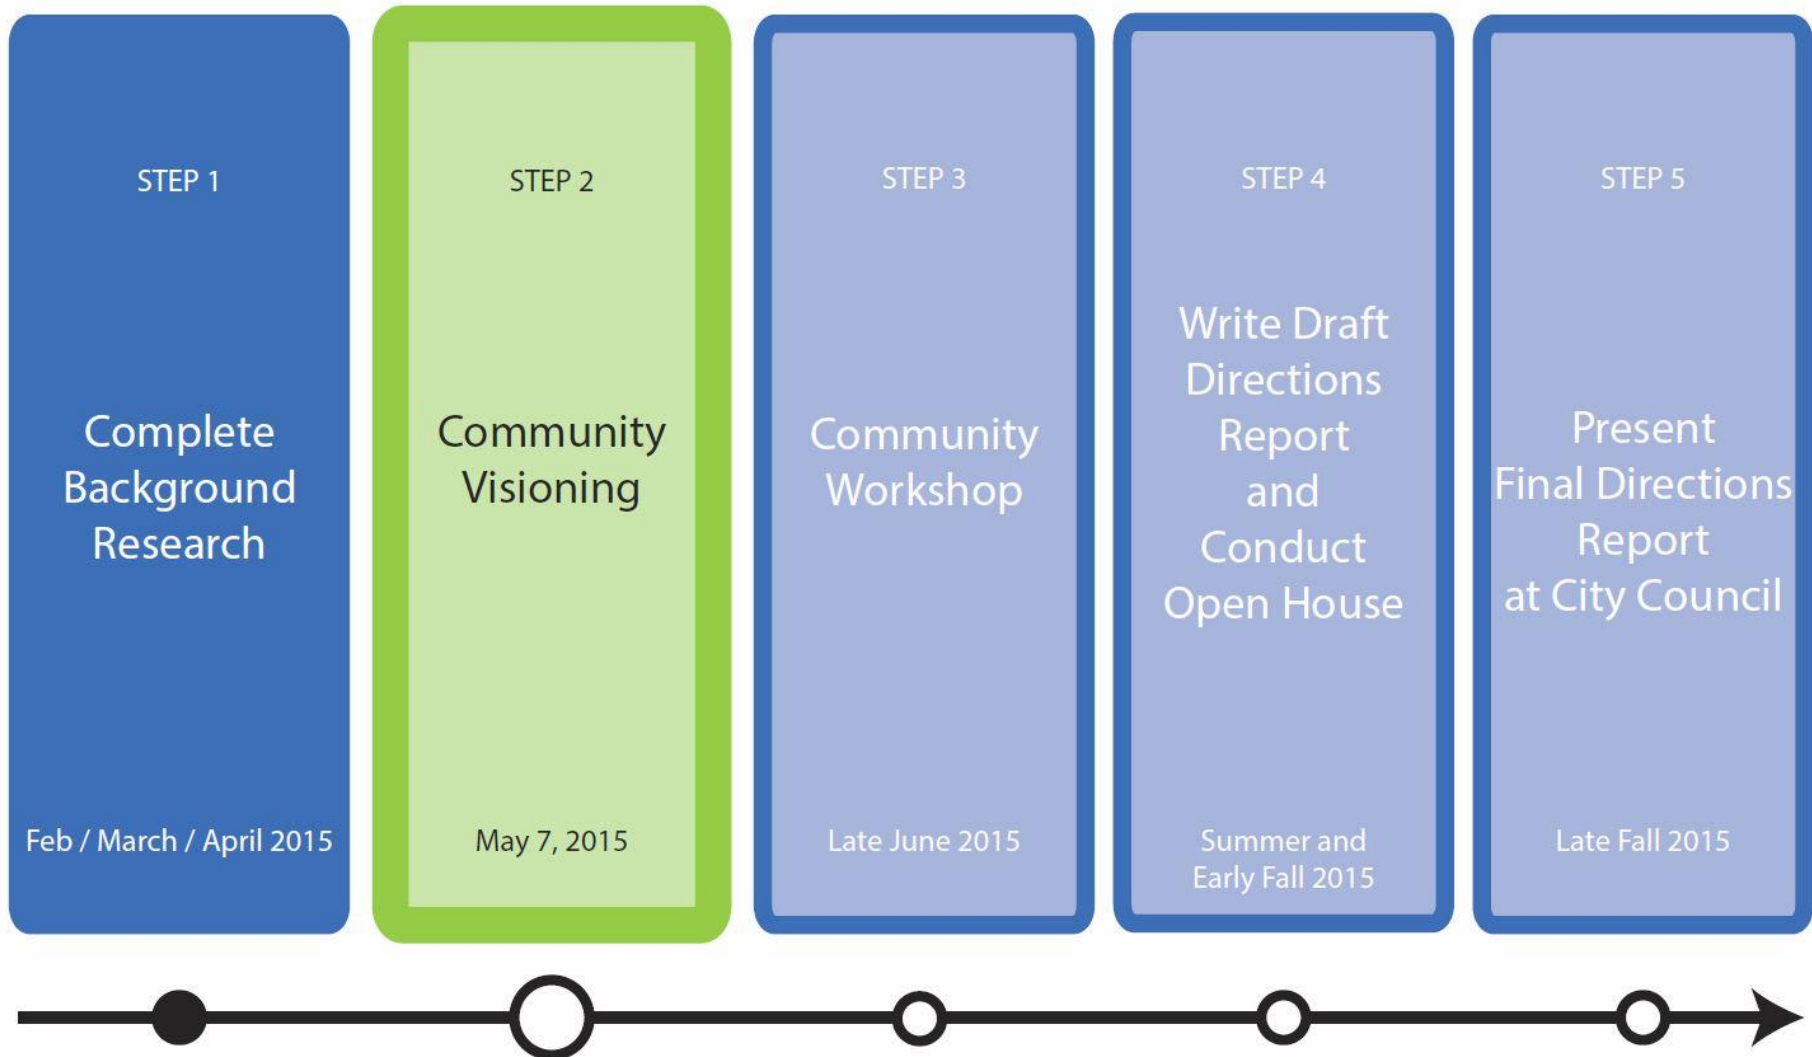 STEP 1
Complete
Background
Research
Feb / March / April 2015
STEP 2
Community
Visioning
May 7, 2015
STEP 3
Community
Workshop
Late June 2015
STEP 4
Write Draft
Directions
Report
and
Conduct
Open House
Summer and
Early Fall 2015
STEP 5
Present
Final Directions
Report
at City Council
Late Fall 2015